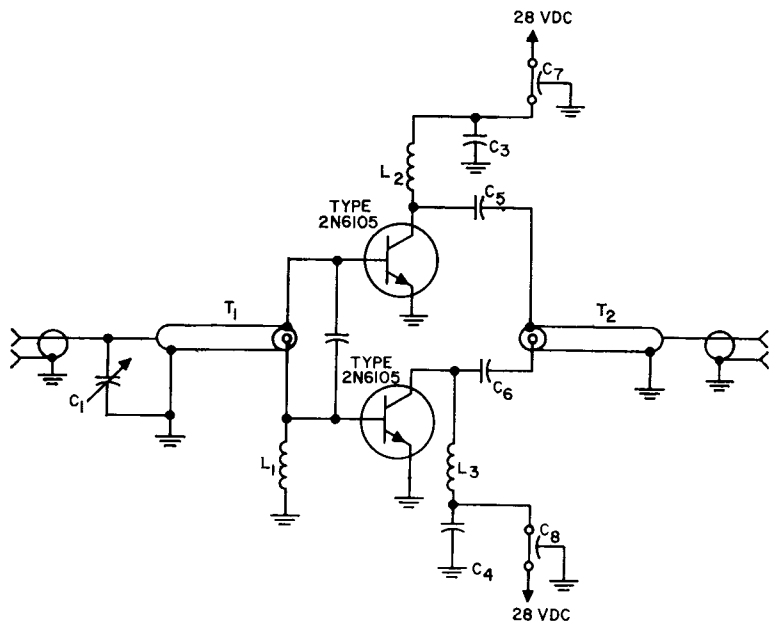 28 VDC
C7
C3
L2
C5
TYPE
2N6105
T1
T2
TYPE
2N6105
C6
C1
L1
L3
C8
C4
28 VDC